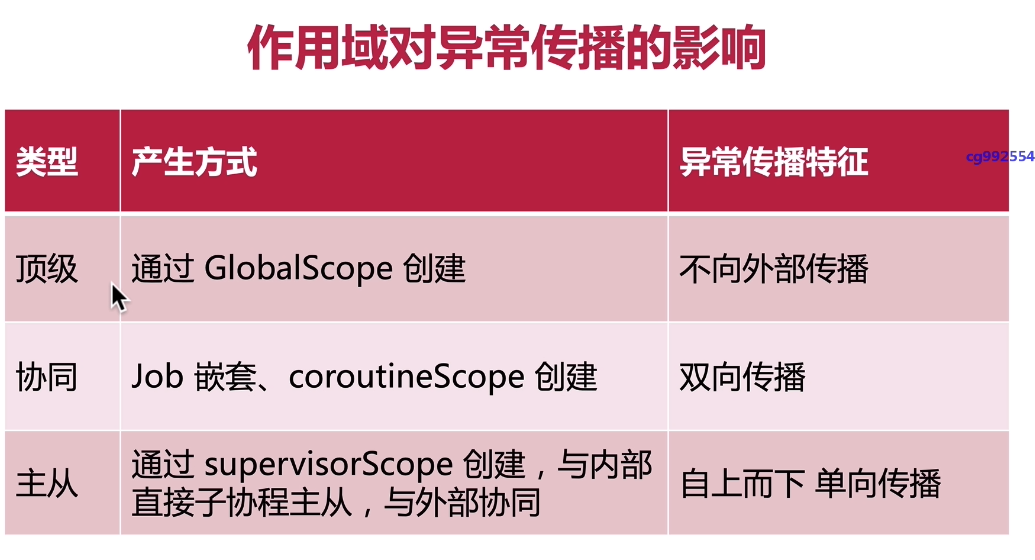 作用域对异常传播的影响
类型 产生方式 异常传播特征
cg992554
顶级 通过 GlobalScope 创建 不向外部传播
协同 Job 嵌套、coroutineScope 创建 双向传播
主从 通过 supervisorScope 创建，与内部
直接子协程主从，与外部协同 自上而下 单向传播